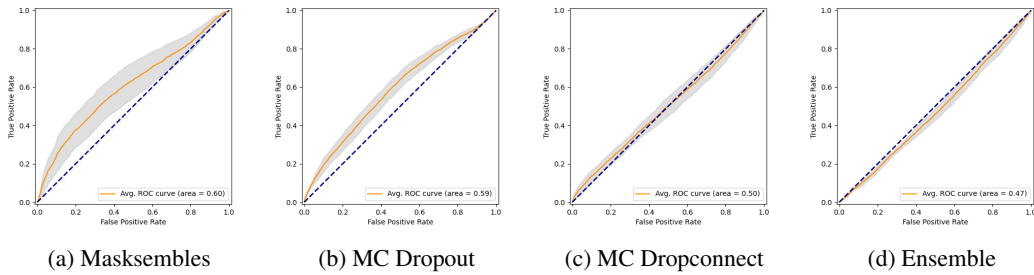 1.0
0.8
0.6
0.4
0.2
0.0
True Positive Rate
0.0 0.2 0.4 0.6 0.8 1.0
False Positive Rate
Avg. ROC curve (area = 0.60)
(a) Masksembles
1.0
0.8
0.6
0.4
0.2
0.0
True Positive Rate
0.0 0.2 0.4 0.6 0.8 1.0
False Positive Rate
Avg. ROC curve (area = 0.59)
(b) MC Dropout
1.0
0.8
0.6
0.4
0.2
0.0
True Positive Rate
0.0 0.2 0.4 0.6 0.8 1.0
False Positive Rate
Avg. ROC curve (area = 0.50)
(c) MC Dropconnect
1.0
0.8
0.6
0.4
0.2
0.0
True Positive Rate
0.0 0.2 0.4 0.6 0.8 1.0
False Positive Rate
Avg. ROC curve (area = 0.47)
(d) Ensemble